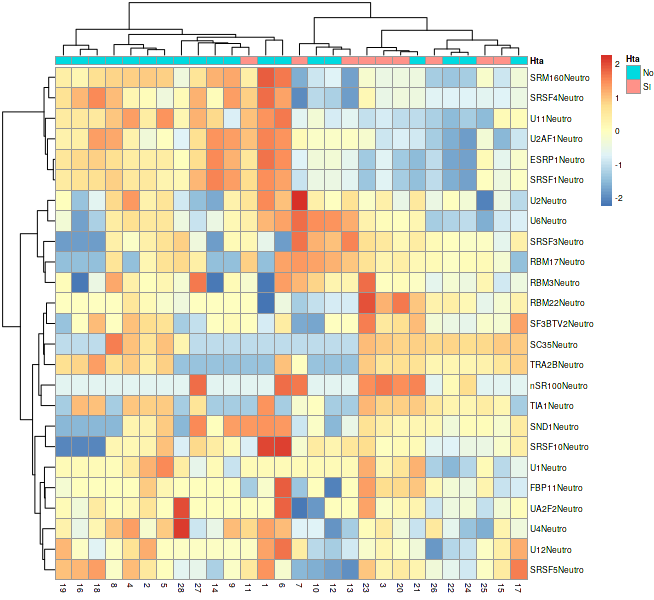 Hta
Hta
No
SI
2
1
0
-1
-2
SRM160Neutro
SRSF4Neutro
U11Neutro
U2AF1Neutro
ESRP1Neutro
SRSF1Neutro
U2Neutro
U6Neutro
SRSF3Neutro
RBM17Neutro
RBM3Neutro
RBM22Neutro
SF3BTV2Neutro
SC35Neutro
TRA2BNeutro
nSR100Neutro
TIA1Neutro
SND1Neutro
SRSF10Neutro
U1Neutro
FBP11Neutro
UA2F2Neutro
U4Neutro
U12Neutro
SRSF5Neutro
19 16 18 8 4 2 5 28 27 14 9 11 1 6 7 10 12 13 23 3 20 21 26 22 24 25 15 17